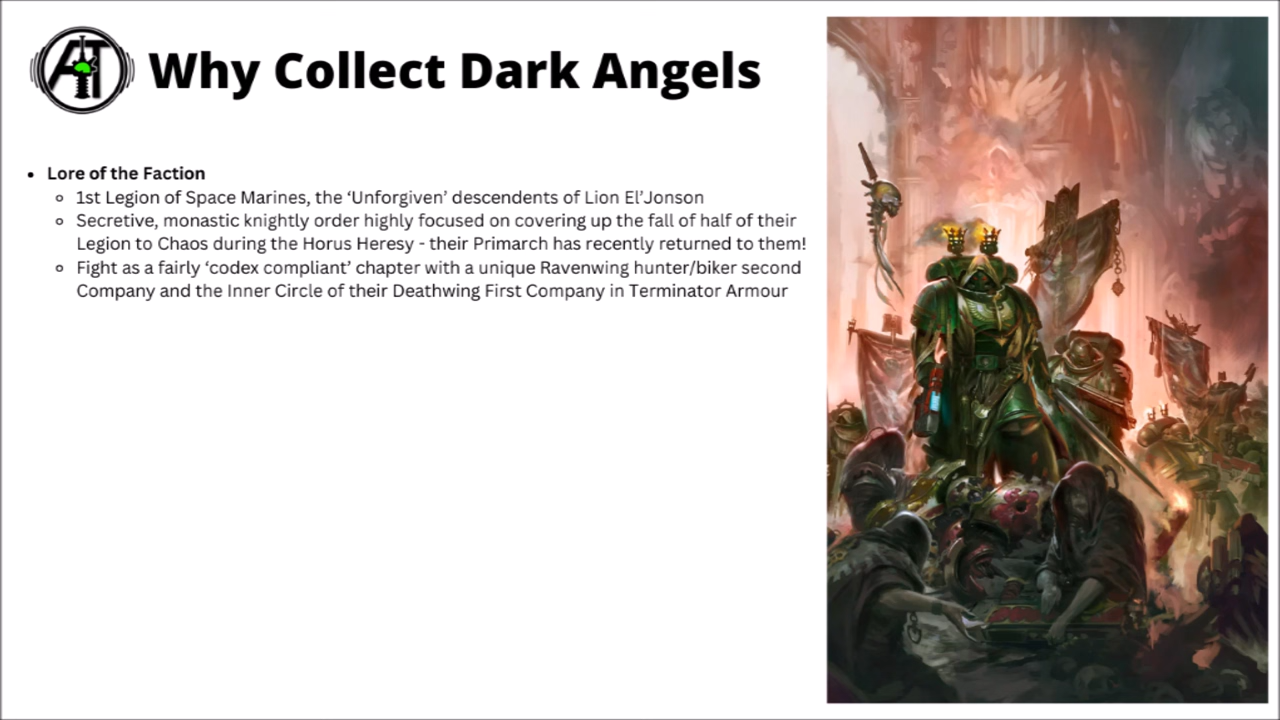 AT
Why Collect Dark Angels
Lore of the Faction
1st Legion of Space Marines, the ‘Unforgiven’ descendents of Lion El’Jonson
Secretive, monastic knightly order highly focused on covering up the fall of half of their
Legion to Chaos during the Horus Heresy - their Primarch has recently returned to them!
Fight as a fairly ‘codex compliant’ chapter with a unique Ravenwing hunter/biker second
Company and the Inner Circle of their Deathwing First Company in Terminator Armour